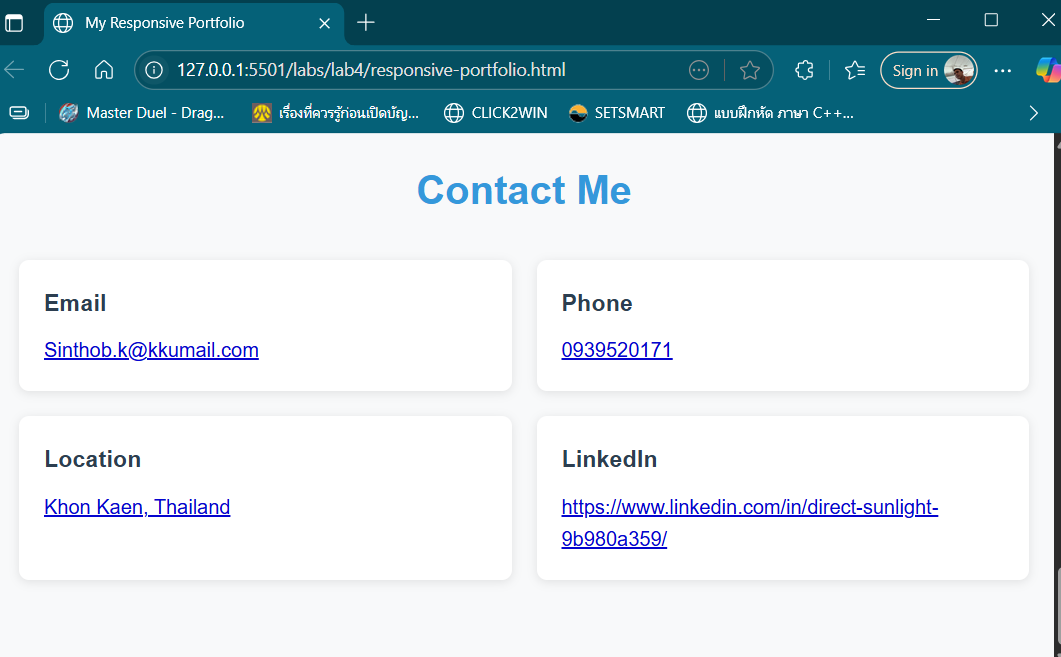 My Responsive Portfolio
127.0.0.1:5501/labs/lab4/responsive-portfolio.html
Sign in
Master Duel - Drag...
เรื่องที่ควรรู้ก่อนเปิดบัญ...
CLICK2WIN
SETSMART
แบบฝึกหัด ภาษา C++...
Contact Me
Email
Phone
Sinthob.k@kkumail.com
0939520171
Location
LinkedIn
Khon Kaen, Thailand
https://www.linkedin.com/in/direct-sunlight-
9b980a359/